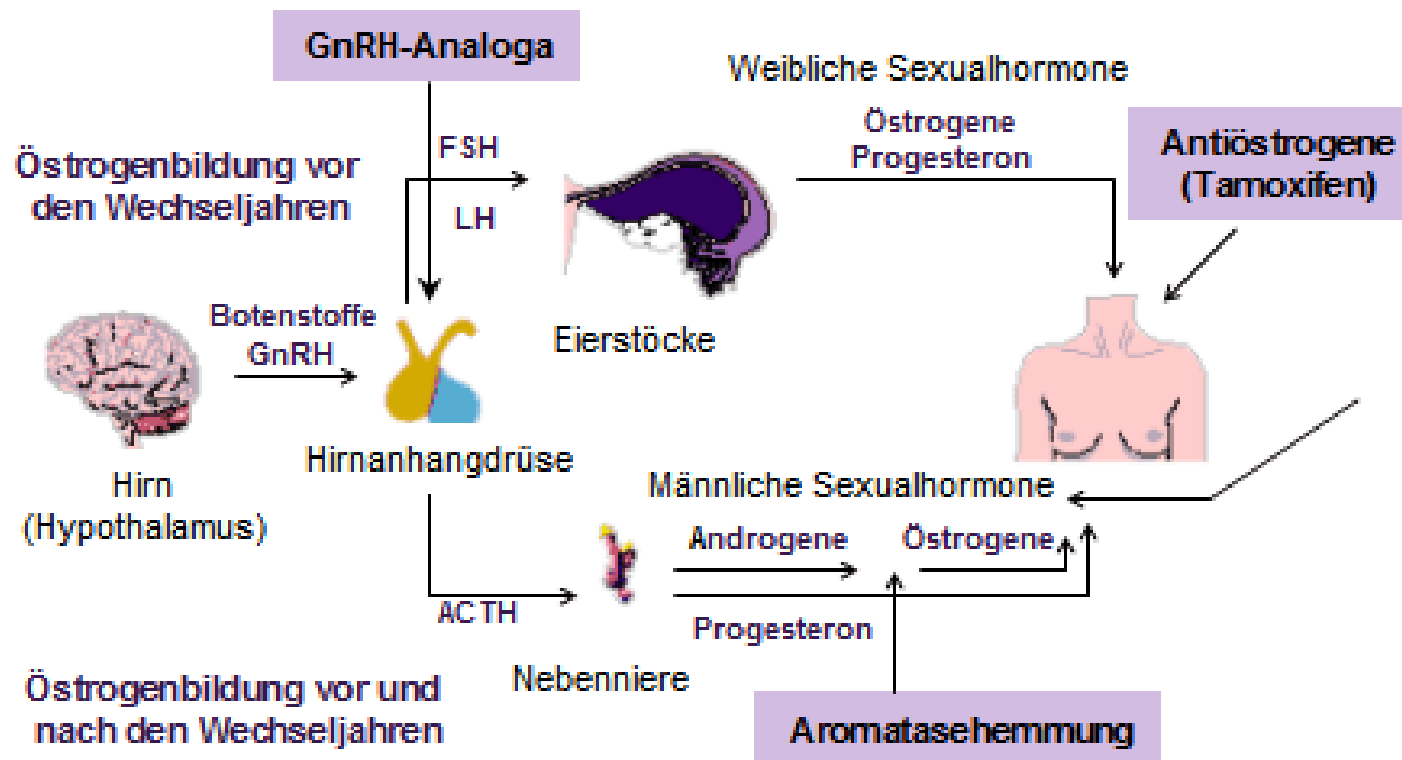 GnRH-Analoga
Weibliche Sexualhormone
Östrogene
Progesteron
Antiöstrogene
(Tamoxifen)
FSH
LH
Östrogenbildung vor
den Wechseljahren
Botenstoffe
GnRH
Eierstöcke
Hirnanhangdrüse
Hirn
(Hypothalamus)
Männliche Sexualhormone
Androgene
Östrogene
ACTH
Progesteron
Nebenniere
Östrogenbildung vor und
nach den Wechseljahren
Aromatasehemmung